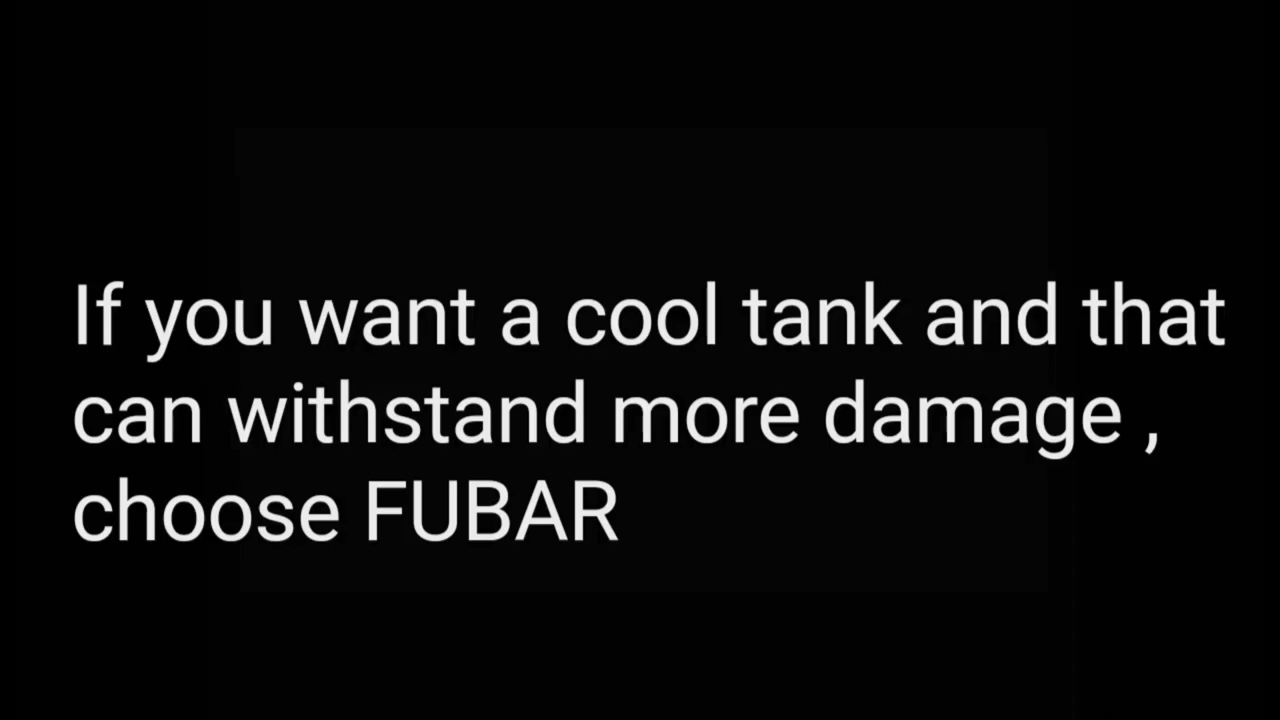 If you want a cool tank and that
can withstand more damage ,
choose FUBAR